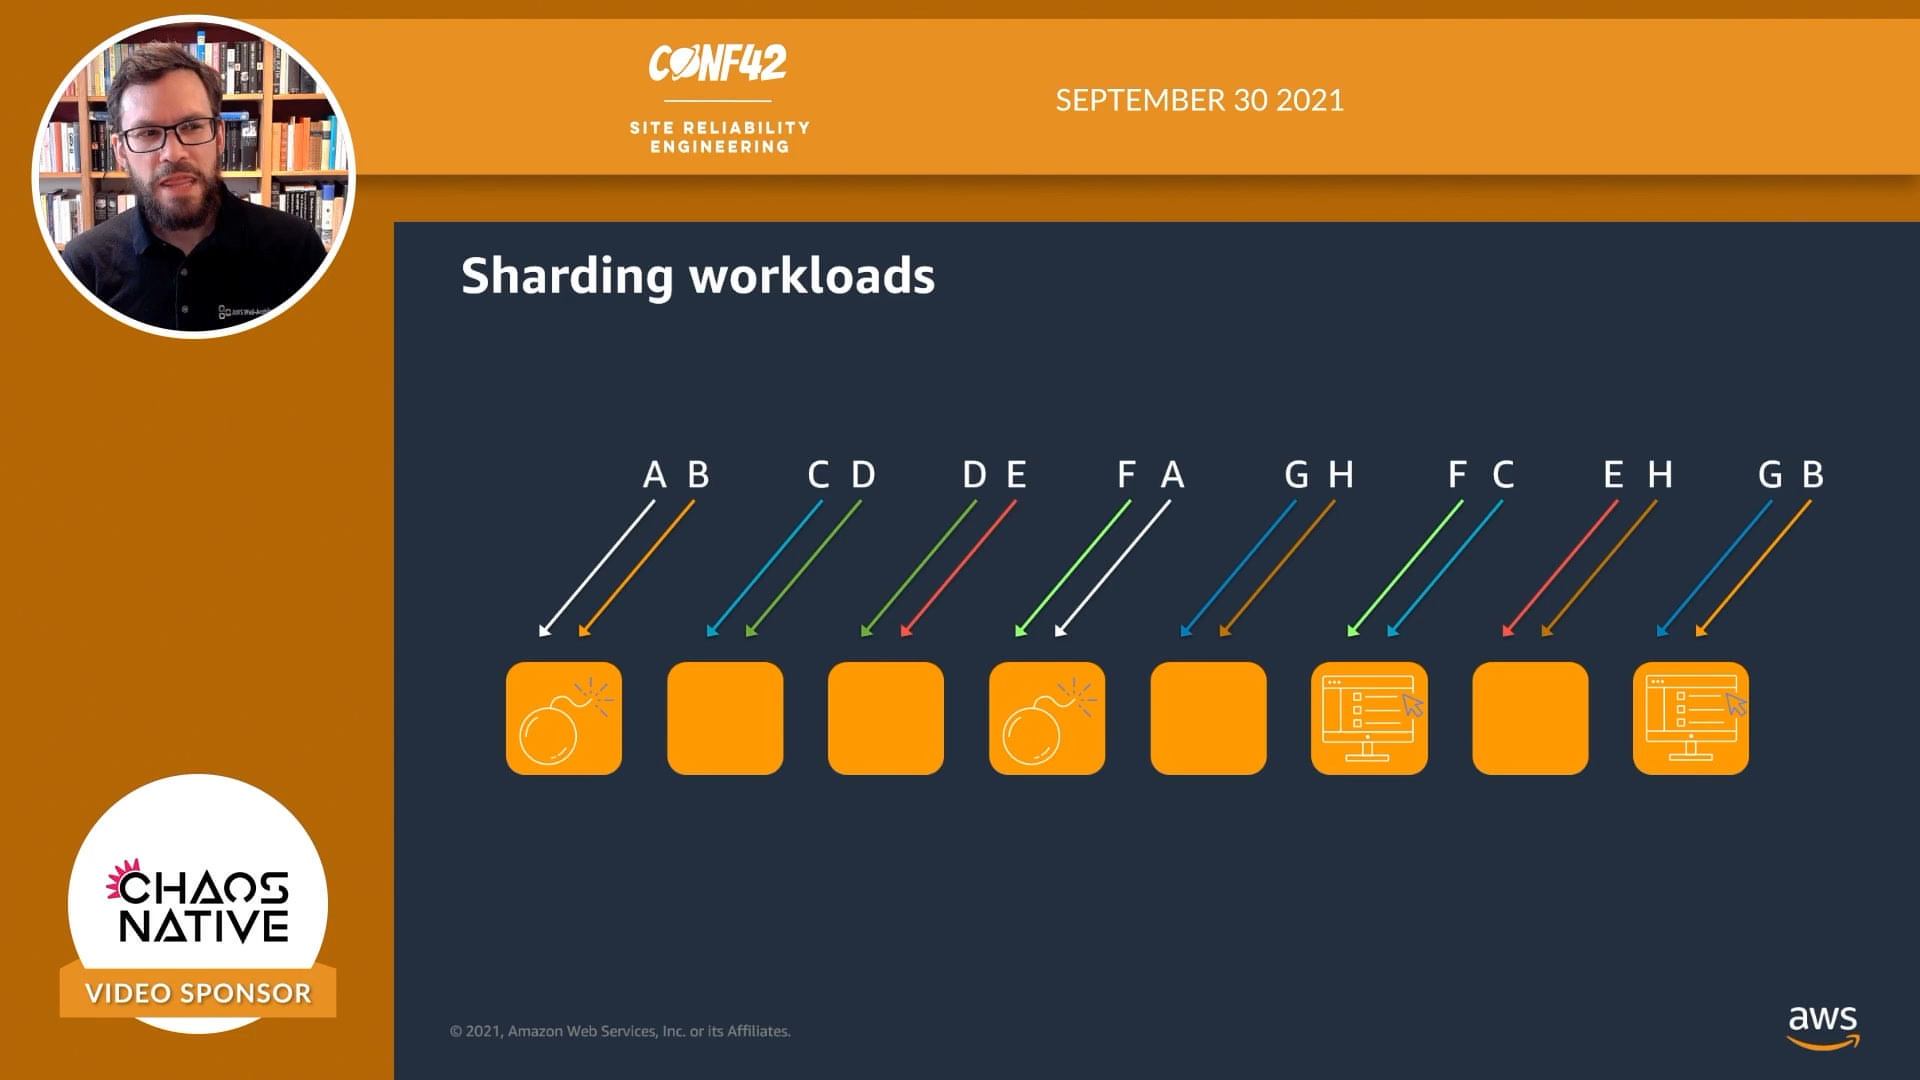 CONF42
SITE RELIABILITY
ENGINEERING
SEPTEMBER 30 2021
Sharding workloads
A B C D D E F A G H F C E H G B
CHAOS
NATIVE
VIDEO SPONSOR
© 2021, Amazon Web Services, Inc. or its Affiliates.
aws